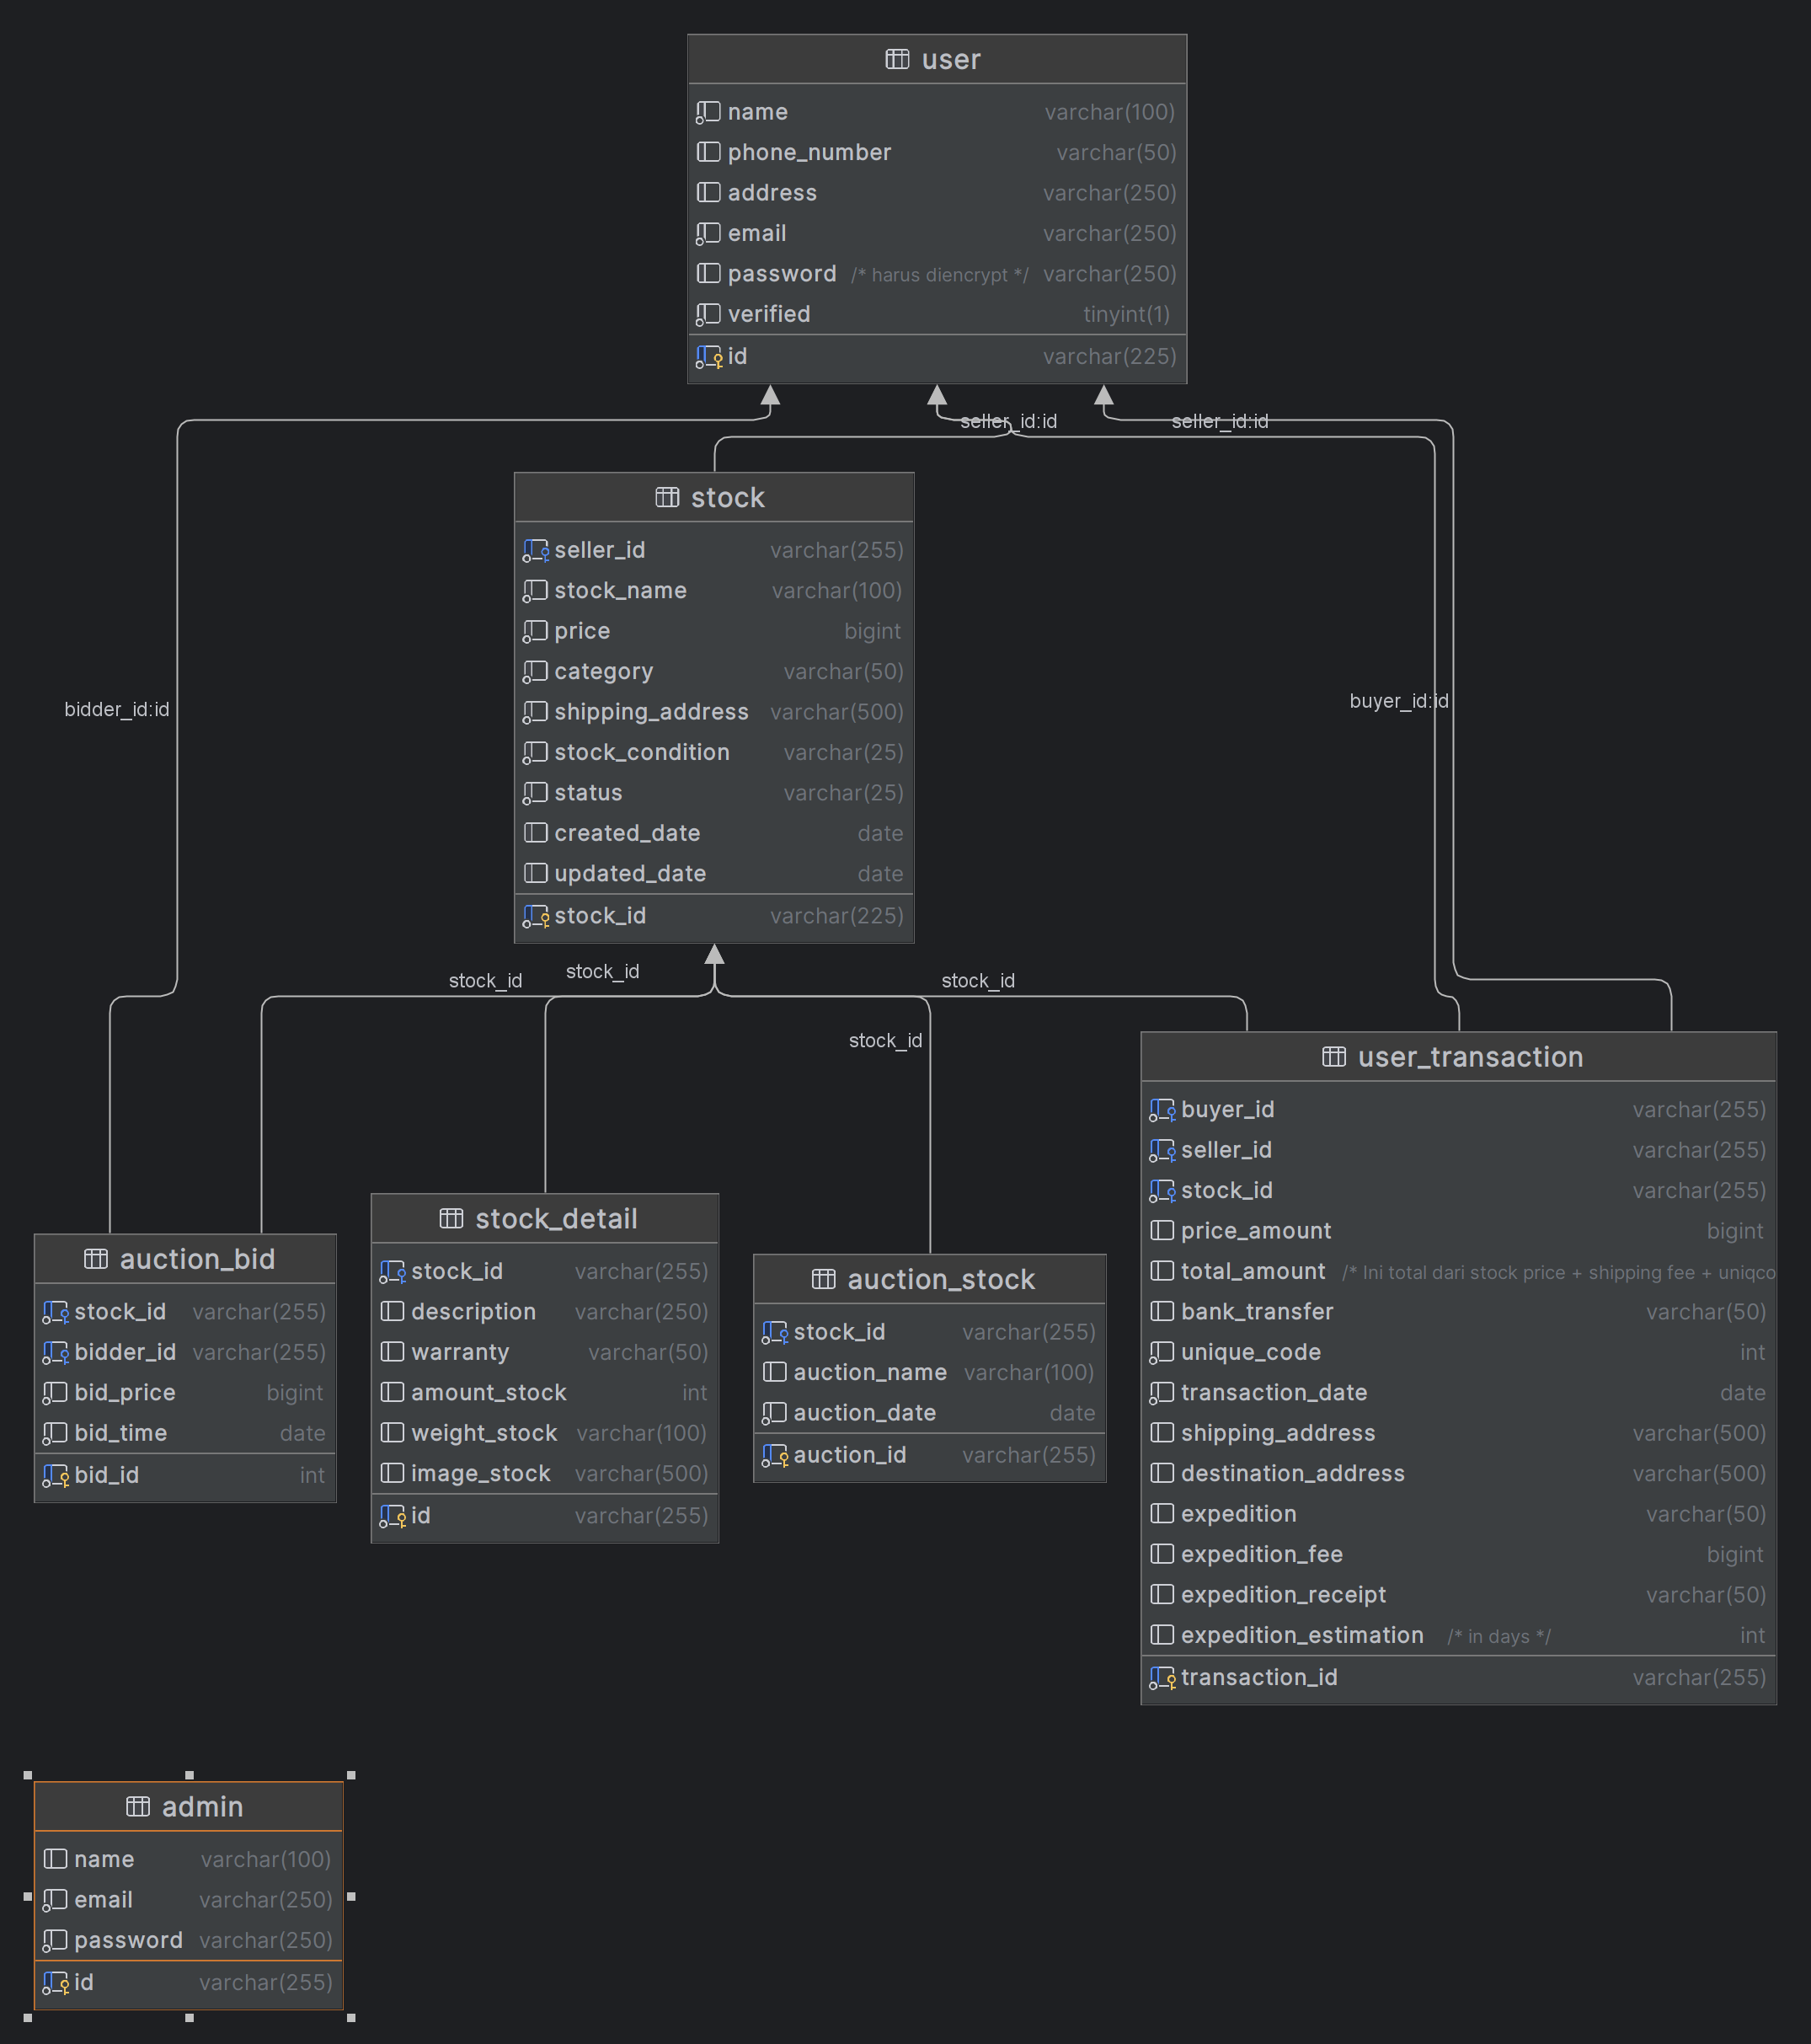 user
name varchar(100)
phone_number varchar(50)
address varchar(250)
email varchar(250)
password /* harus diencrypt */ varchar(250)
verified tinyint(1)
id varchar(225)
seller_id:id
seller_id:id
stock
seller_id varchar(255)
stock_name varchar(100)
price bigint
category varchar(50)
shipping_address varchar(500)
stock_condition varchar(25)
status varchar(25)
created_date date
updated_date date
stock_id varchar(225)
bidder_id:id
buyer_id:id
stock_id
stock_id
stock_id
stock_id
auction_bid
stock_id varchar(255)
bidder_id varchar(255)
bid_price bigint
bid_time date
bid_id int
stock_detail
stock_id varchar(255)
description varchar(250)
warranty varchar(50)
amount_stock int
weight_stock varchar(100)
image_stock varchar(500)
id varchar(255)
auction_stock
stock_id varchar(255)
auction_name varchar(100)
auction_date date
auction_id varchar(255)
user_transaction
buyer_id varchar(255)
seller_id varchar(255)
stock_id varchar(255)
price_amount bigint
total_amount /* Ini total dari stock price + shipping fee + uniqco
bank_transfer varchar(50)
unique_code int
transaction_date date
shipping_address varchar(500)
destination_address varchar(500)
expedition varchar(50)
expedition_fee bigint
expedition_receipt varchar(50)
expedition_estimation /* in days */ int
transaction_id varchar(255)
admin
name varchar(100)
email varchar(250)
password varchar(250)
id varchar(255)